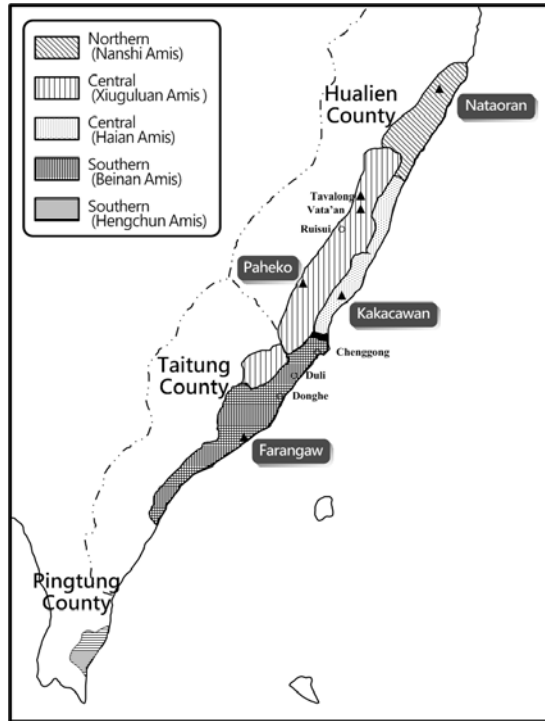 Northern
(Nanshi Amis)
Central
(Xiuguluan Amis )
Central
(Haian Amis)
Southern
(Beinan Amis)
Southern
(Hengchun Amis)
Hualien
County
Nataoran
Tavalong
Vata'an
Ruisui
Paheko
Kakacawan
Chenggong
Taitung
County
Duli
Donghe
Farangaw
Pingtung
County